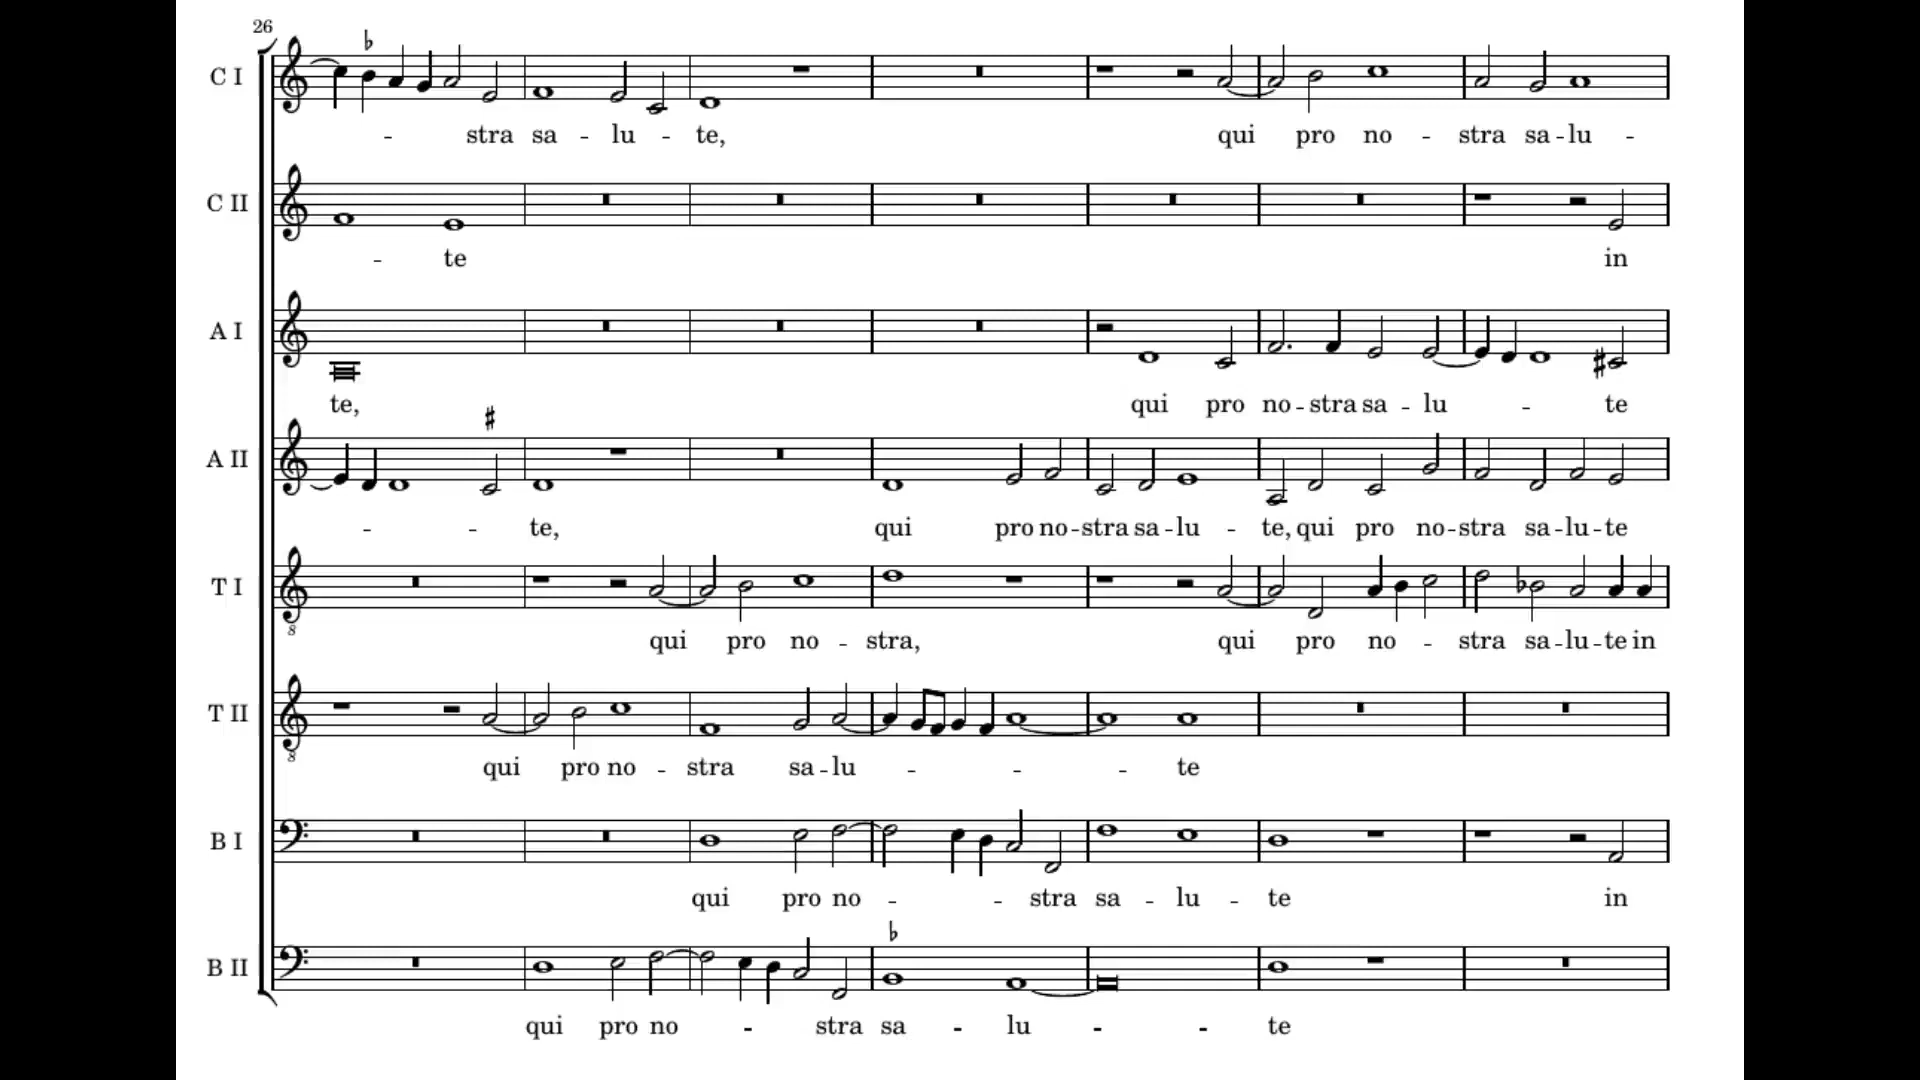 26
C I
- stra sa - lu - te, qui pro no - stra sa - lu -
C II
- te in
A I
te, qui pro no - stra sa - lu - te
A II
- - te, qui pro no - stra sa - lu - te, qui pro no - stra sa - lu - te
T I
8
qui pro no - stra, qui pro no - stra sa - lu - te in
T II
8
qui pro no - stra sa - lu - - - te
B I
qui pro no - - stra sa - lu - te in
B II
qui pro no - stra sa - lu - - te